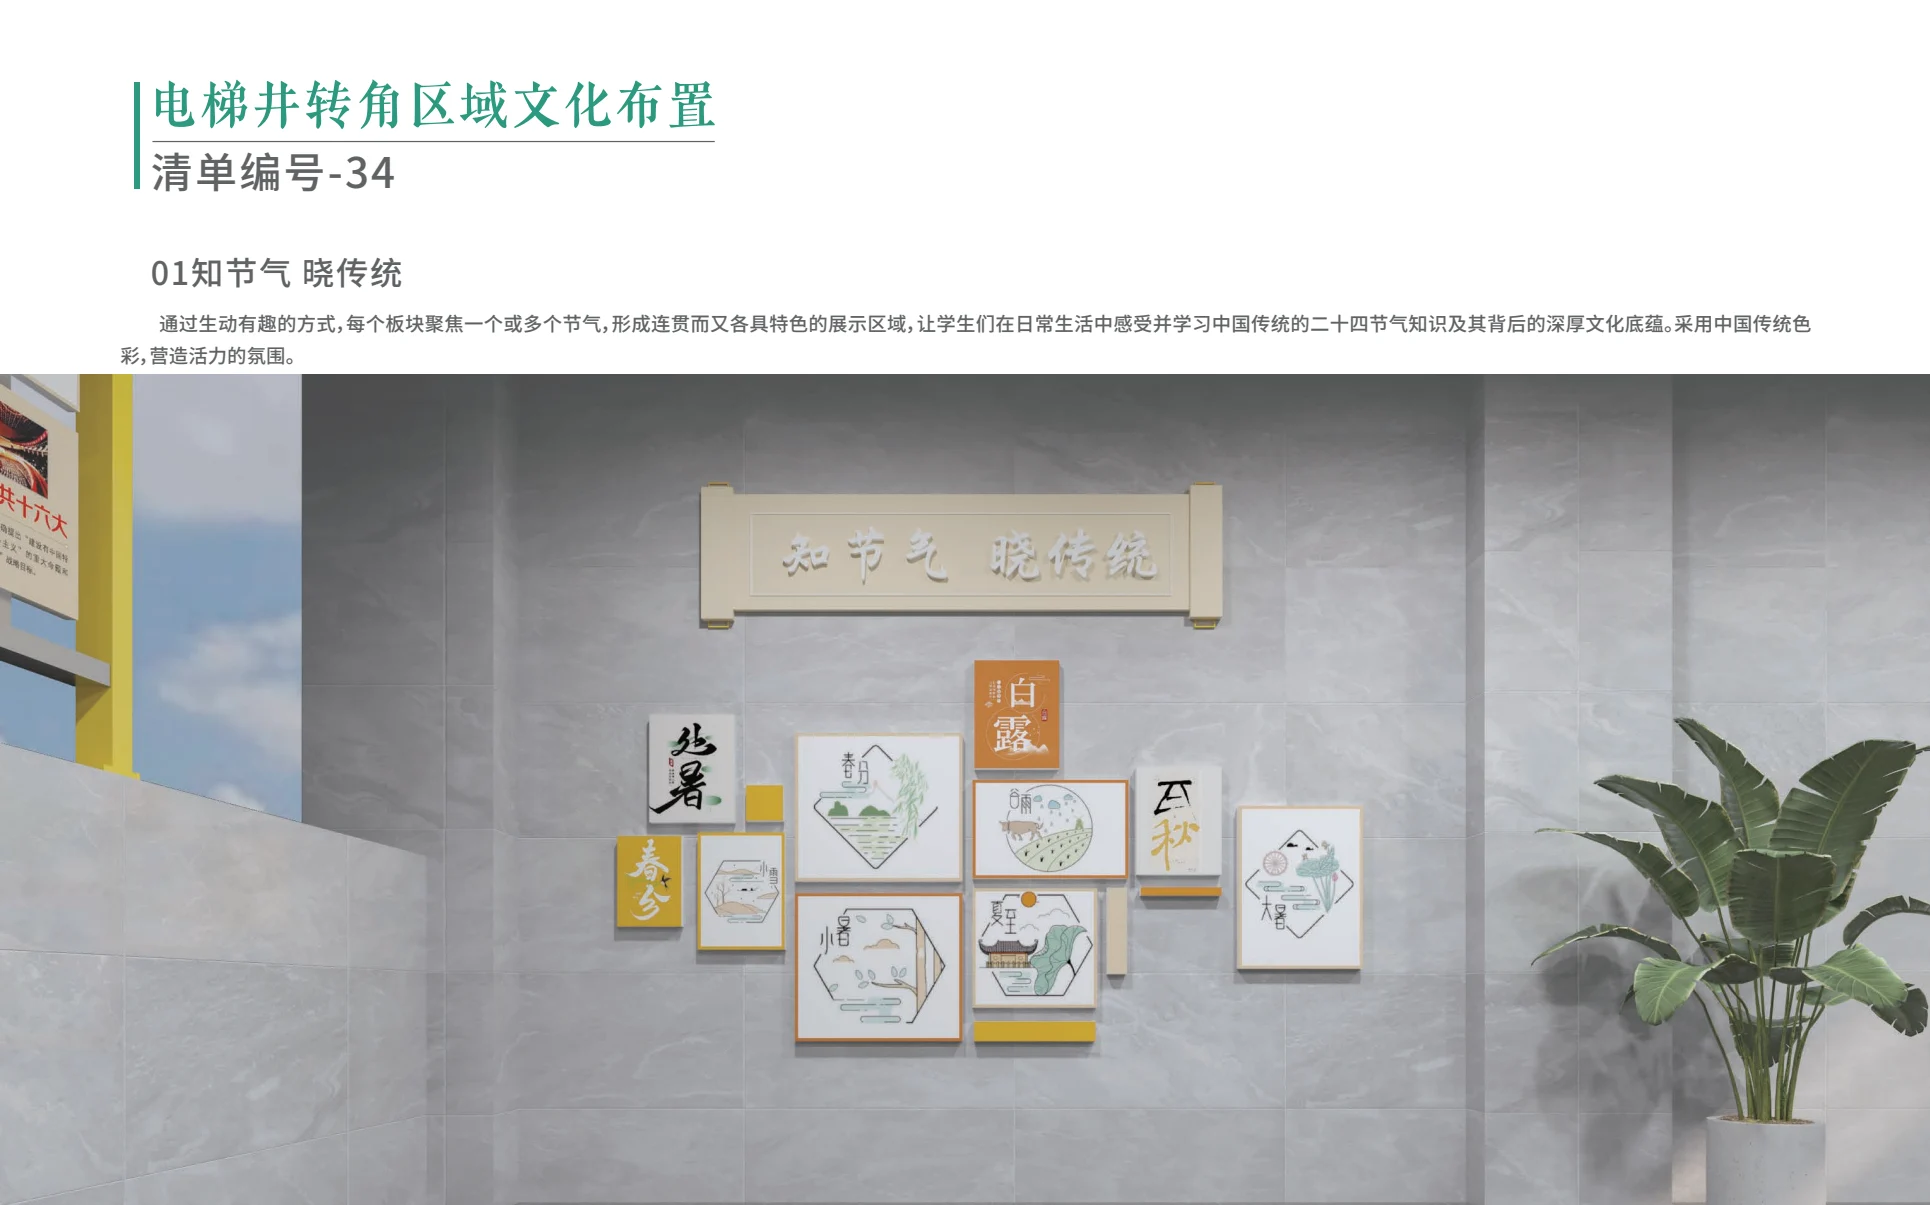 电梯井转角区域文化布置
清单编号-34
01知节气 晓传统
通过生动有趣的方式，每个板块聚焦一个或多个节气，形成连贯而又各具特色的展示区域，让学生们在日常生活中感受并学习中国传统的二十四节气知识及其背后的深厚文化底蕴。采用中国传统色
彩，营造活力的氛围。
共十六大
知节气 晓传统
白露
处暑
春分
谷雨
春分
小雪
小暑
夏至
大暑